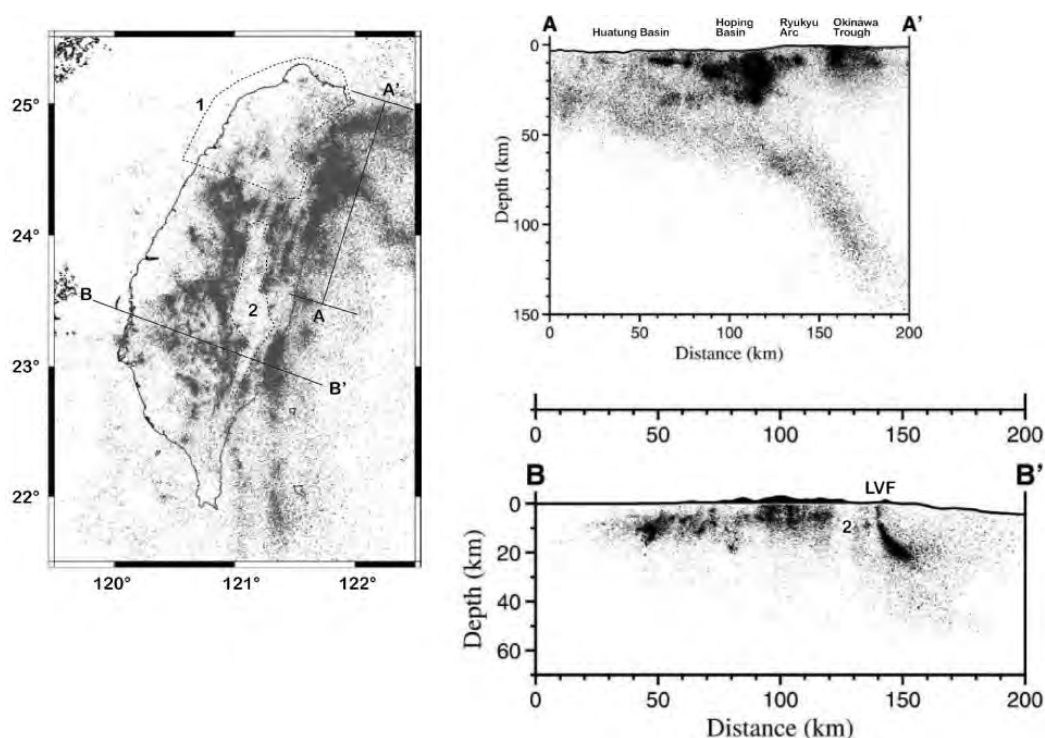 25°
24°
23°
22°
120°
121°
122°
1
2
A'
A
B
B'
A
A'
Huatung Basin
Hoping
Basin
Ryukyu
Arc
Okinawa
Trough
0
50
100
150
Depth (km)
0 50 100 150 200
Distance (km)
0 50 100 150 200
B
B'
LVF
2
0
20
40
60
Depth (km)
0 50 100 150 200
Distance (km)